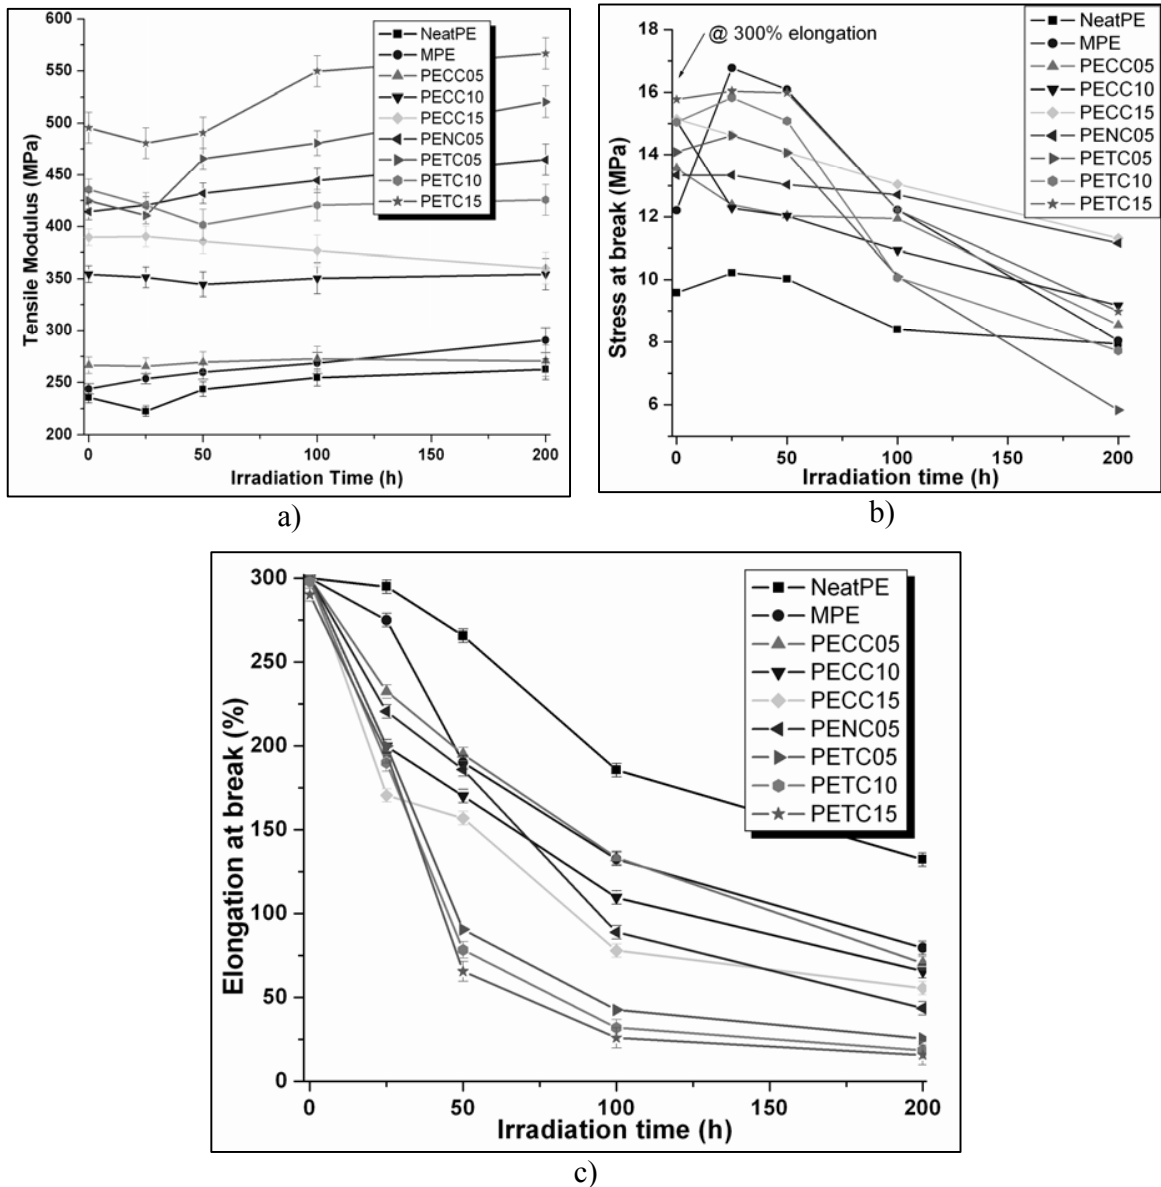 600
550
500
450
400
350
300
250
200
Tensile Modulus (MPa)
NeatPE
MPE
PECC05
PECC10
PECC15
PENC05
PETC05
PETC10
PETC15
0
50
100
150
200
Irradiation Time (h)
a)
18
16
14
12
10
8
6
Stress at break (MPa)
@ 300% elongation
NeatPE
MPE
PECC05
PECC10
PECC15
PENC05
PETC05
PETC10
PETC15
0
50
100
150
200
Irradiation time (h)
b)
300
250
200
150
100
50
0
Elongation at break (%)
NeatPE
MPE
PECC05
PECC10
PECC15
PENC05
PETC05
PETC10
PETC15
0
50
100
150
200
Irradiation time (h)
c)